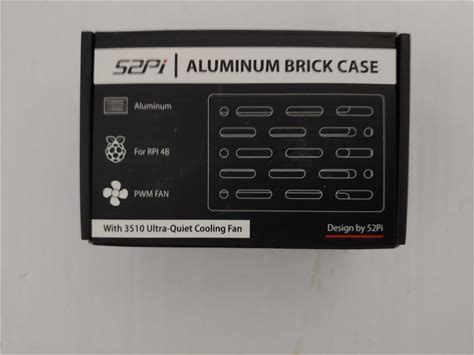 52Pi | ALUMINUM BRICK CASE
Aluminum
For RPI 4B
PWM FAN
With 3510 Ultra-Quiet Cooling Fan
Design by 52Pi